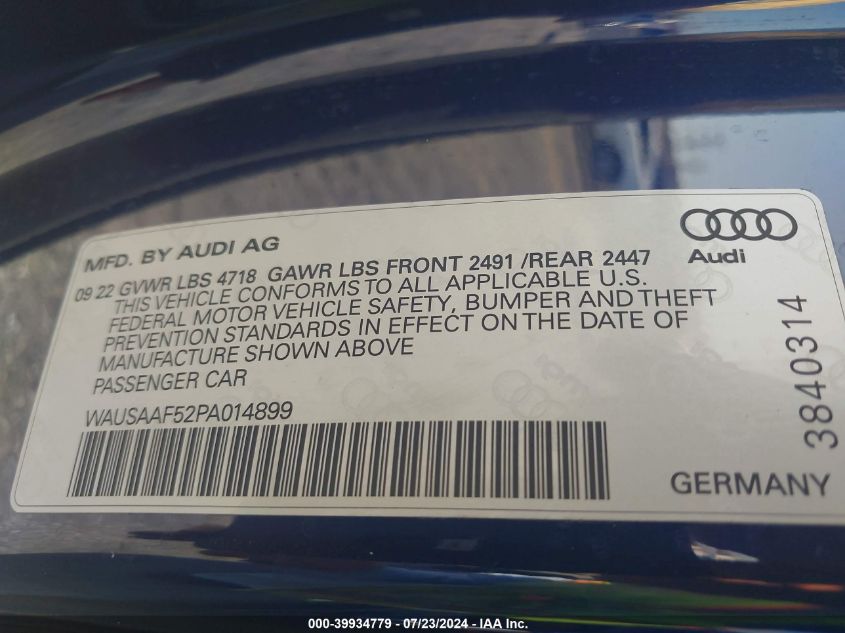 MFD. BY AUDI AG
09 22 GVWR LBS 4718 GAWR LBS FRONT 2491 /REAR 2447
THIS VEHICLE CONFORMS TO ALL APPLICABLE U.S.
FEDERAL MOTOR VEHICLE SAFETY, BUMPER AND THEFT
PREVENTION STANDARDS IN EFFECT ON THE DATE OF
MANUFACTURE SHOWN ABOVE
PASSENGER CAR
WAUSAAF52PA014899
Audi
3840314
GERMANY
000-39934779 - 07/23/2024 - IAA Inc.